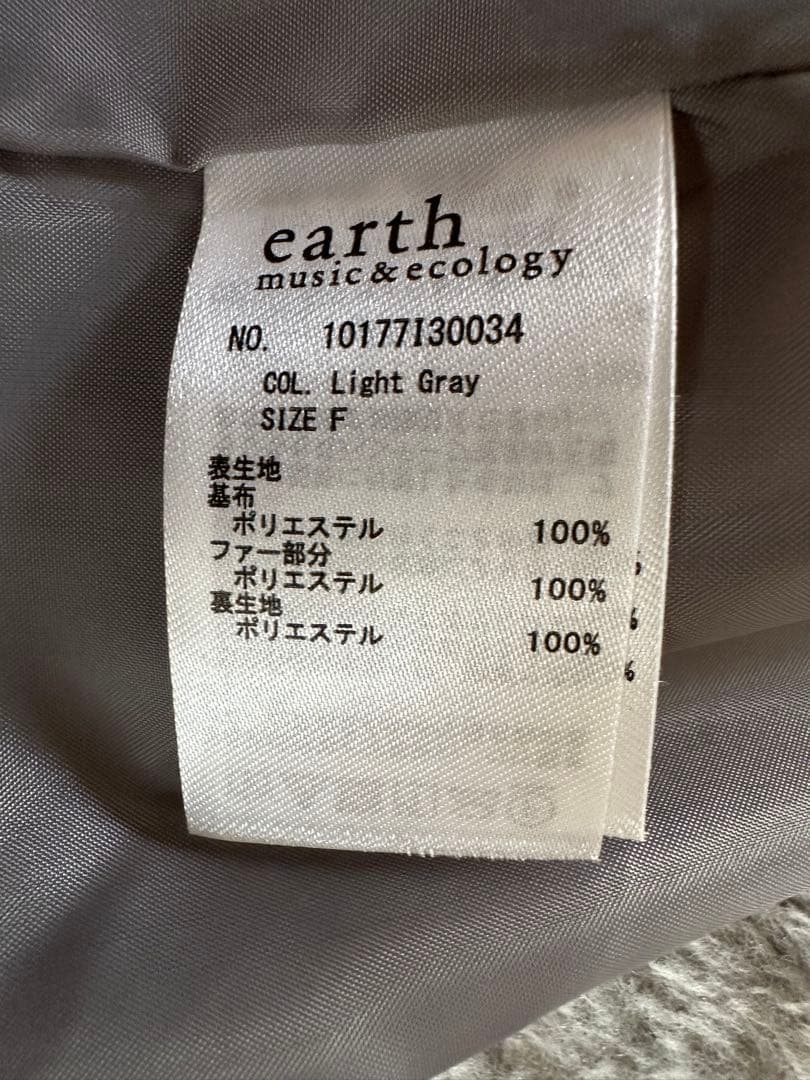 earth
music&ecology
NO. 10177I30034
COL. Light Gray
SIZE F
表生地
基布
ポリエステル 100%
ファー部分
ポリエステル 100%
裏生地
ポリエステル 100%
%
%
%